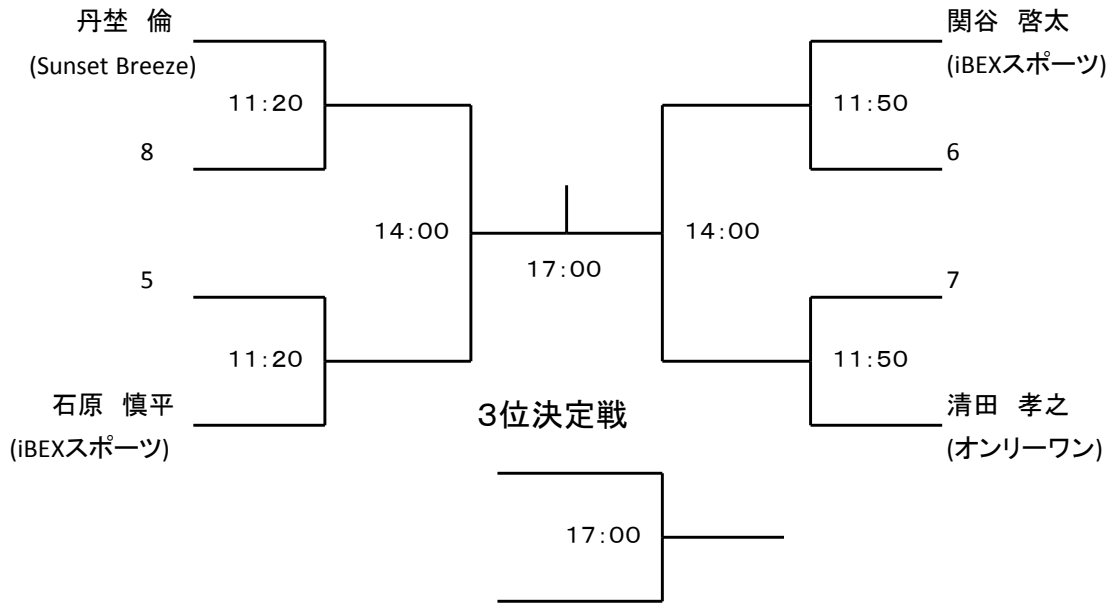 丹埜　倫
(Sunset Breeze)
11:20
8
14:00
5
11:20
石原　慎平
(iBEXスポーツ)
17:00
関谷　啓太
(iBEXスポーツ)
11:50
6
14:00
7
11:50
清田　孝之
(オンリーワン)
3位決定戦
17:00